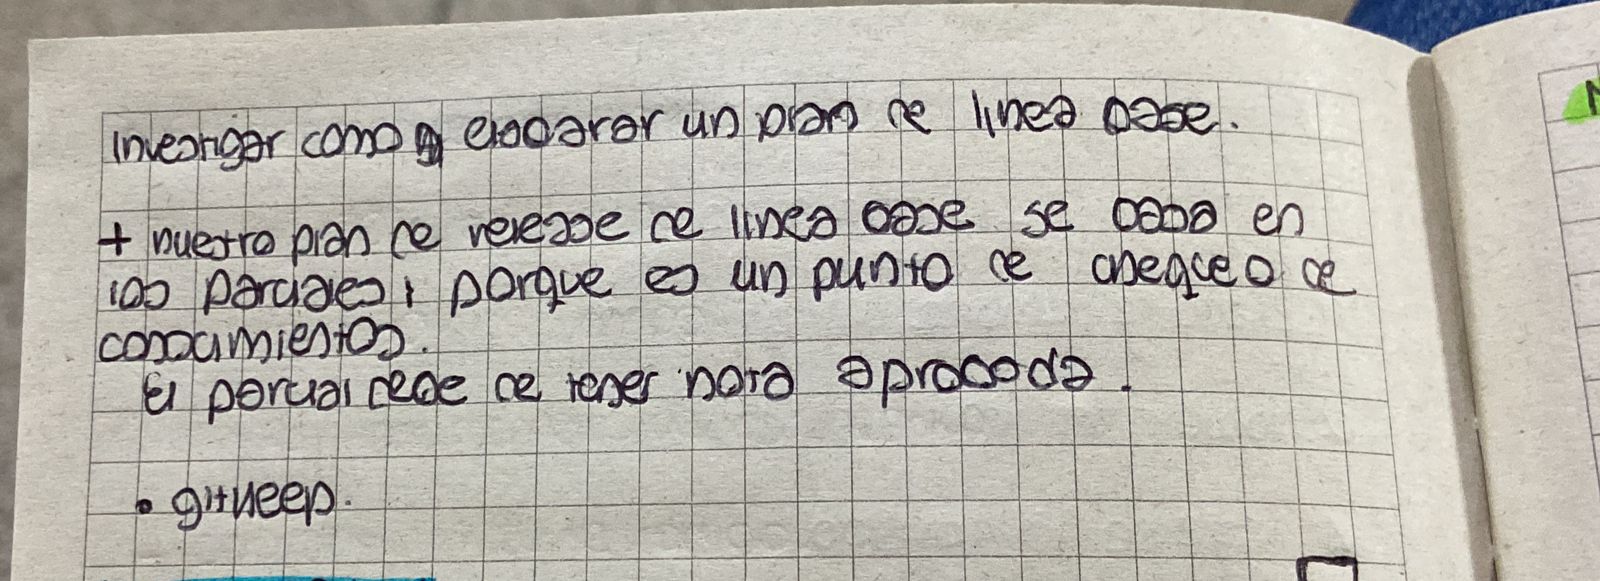 Investigar como elaborar un plan de linea base.
+ nuestro plan de release de linea base se basa en
los parciales, porque es un punto de chequeo de
conocimientos.
El parcial debe de tener nota aprobada.
• gitkeep.